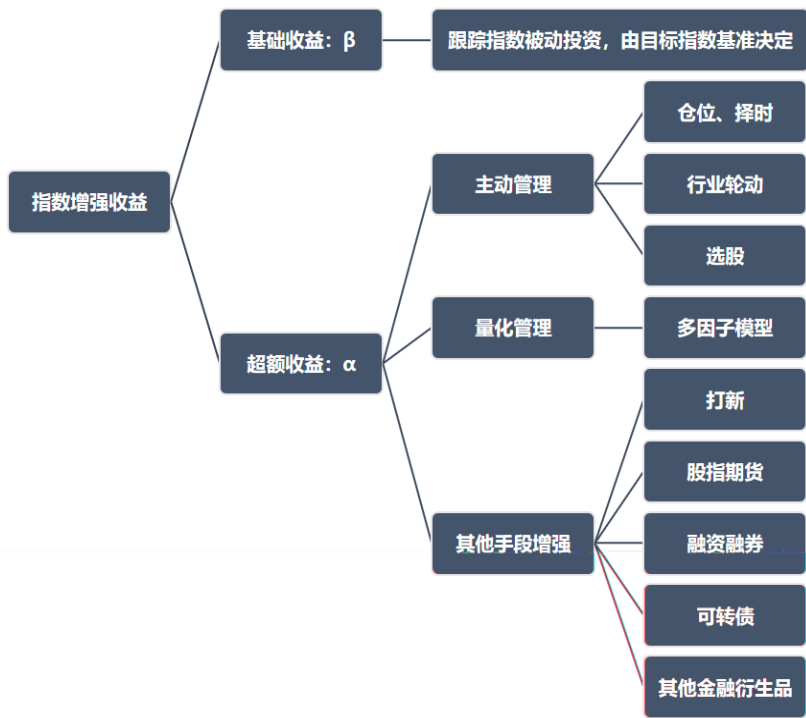 指数增强收益
基础收益：β
跟踪指数被动投资，由目标指数基准决定
超额收益：α
主动管理
仓位、择时
行业轮动
选股
量化管理
多因子模型
其他手段增强
打新
股指期货
融资融券
可转债
其他金融衍生品